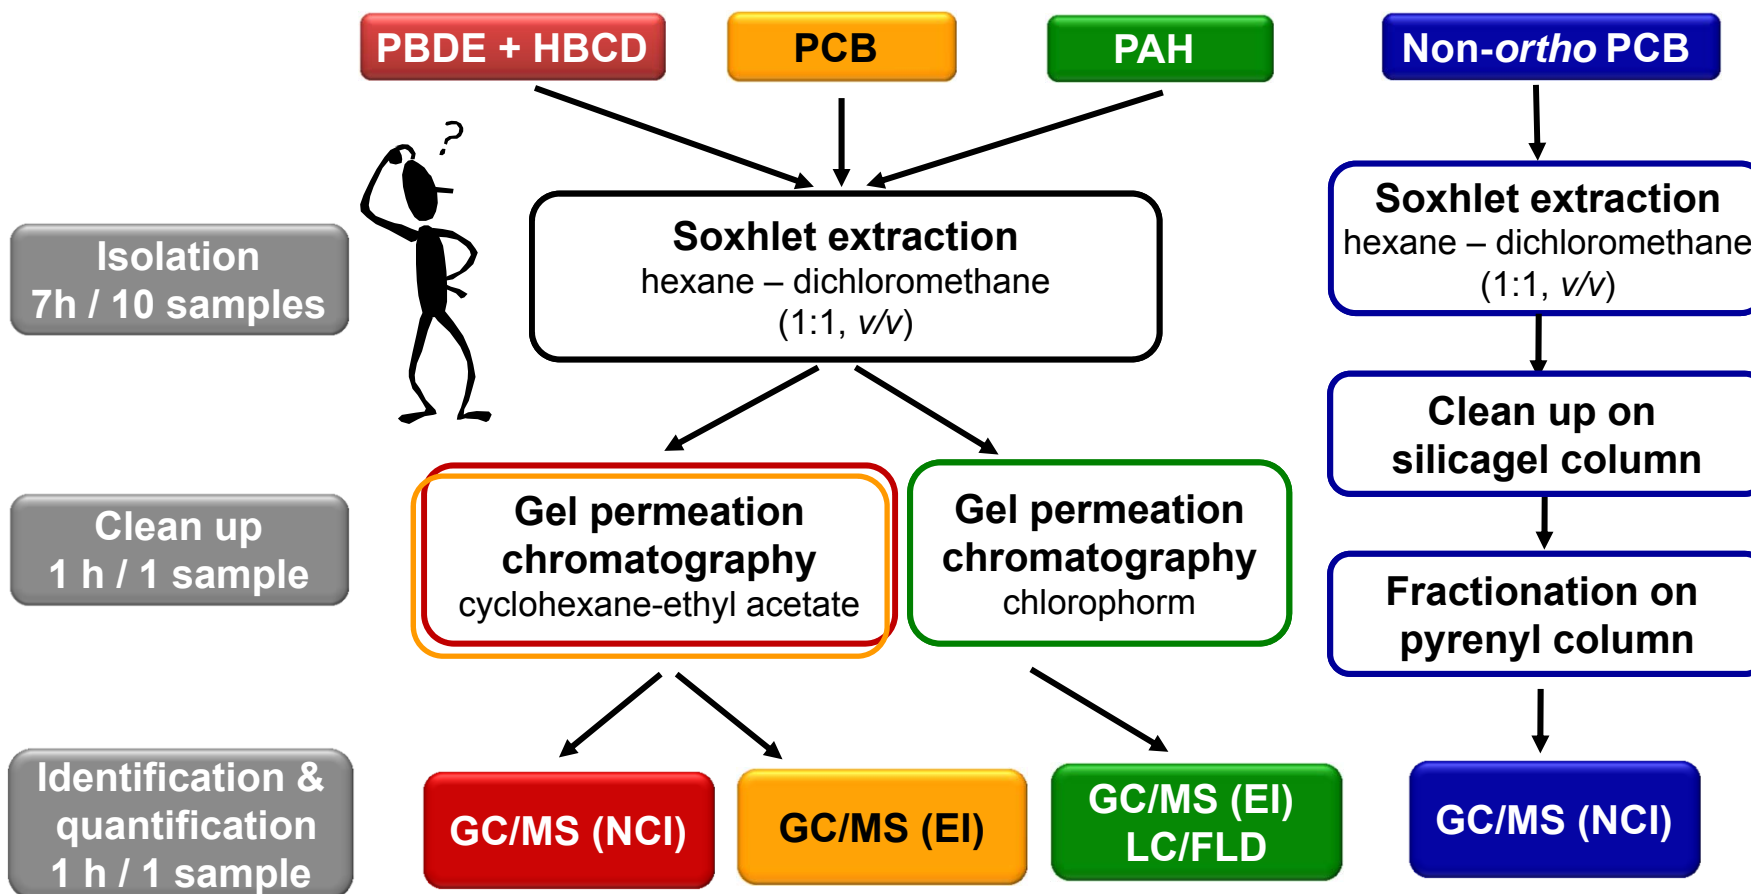 PBDE + HBCD
PCB
PAH
Non-ortho PCB
?
Isolation
7h / 10 samples
Soxhlet extraction
hexane – dichloromethane
(1:1, v/v)
Soxhlet extraction
hexane – dichloromethane
(1:1, v/v)
Clean up on
silicagel column
Clean up
1 h / 1 sample
Gel permeation
chromatography
cyclohexane-ethyl acetate
Gel permeation
chromatography
chlorophorm
Fractionation on
pyrenyl column
Identification &
quantification
1 h / 1 sample
GC/MS (NCI)
GC/MS (EI)
GC/MS (EI)
LC/FLD
GC/MS (NCI)